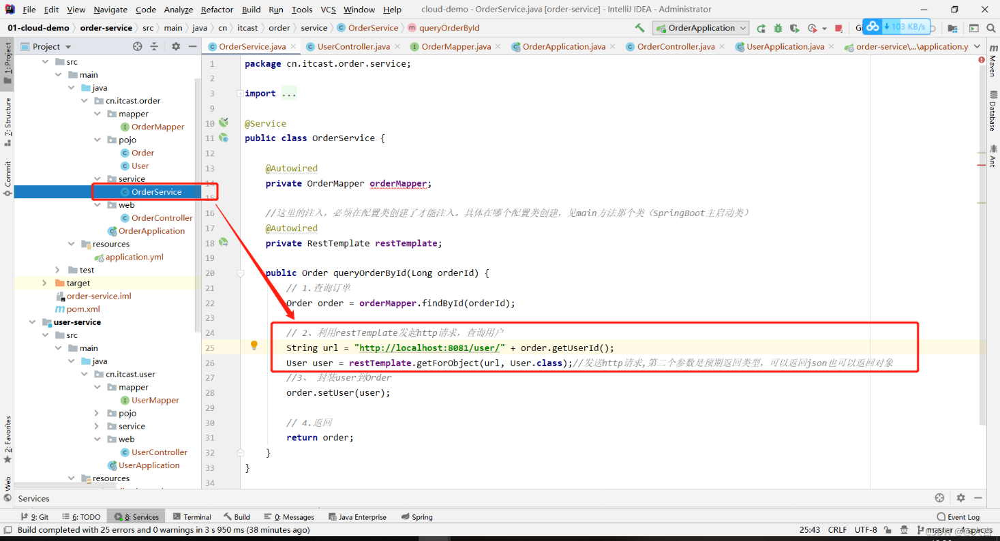 File Edit View Navigate Code Analyze Refactor Build Run Tools VCS Window Help cloud-demo - OrderService.java [order-service] - IntelliJ IDEA - Administrator
01-cloud-demo order-service src main java cn itcast order service OrderService queryOrderById OrderApplication 103 KB/s
Project
OrderService.java UserController.java OrderMapper.java OrderApplication.java OrderController.java UserApplication.java order-service\...\application.y
1: Project
Z: Structure
Commit
2: Favorites
Web
src
main
java
cn.itcast.order
mapper
OrderMapper
pojo
Order
User
service
OrderService
web
OrderController
OrderApplication
resources
application.yml
test
target
order-service.iml
pom.xml
user-service
src
main
java
cn.itcast.user
mapper
UserMapper
pojo
service
web
UserController
UserApplication
resources
1 package cn.itcast.order.service;
2
3 import ...
9
10 @Service
11 public class OrderService {
12
13 @Autowired
14 private OrderMapper orderMapper;
15
16 //这里的注入，必须在配置类创建了才能注入。具体在哪个配置类创建，见main方法那个类（SpringBoot主启动类）
17 @Autowired
18 private RestTemplate restTemplate;
19
20 public Order queryOrderById(Long orderId) {
21 // 1.查询订单
22 Order order = orderMapper.findById(orderId);
23
24 // 2、利用restTemplate发起http请求，查询用户
25 String url = "http://localhost:8081/user/" + order.getUserId();
26 User user = restTemplate.getForObject(url, User.class);//发送http请求,第二个参数是预期返回类型，可以返回json也可以返回对象
27 //3、 封装user到Order
28 order.setUser(user);
29
30 // 4.返回
31 return order;
32 }
33 }
34
Maven
Database
Ant
Services
9: Git 6: TODO 8: Services Terminal Build 0: Messages Java Enterprise Spring Event Log
Build completed with 25 errors and 0 warnings in 3 s 950 ms (38 minutes ago) 25:43 CRLF UTF-8 master 4 spaces